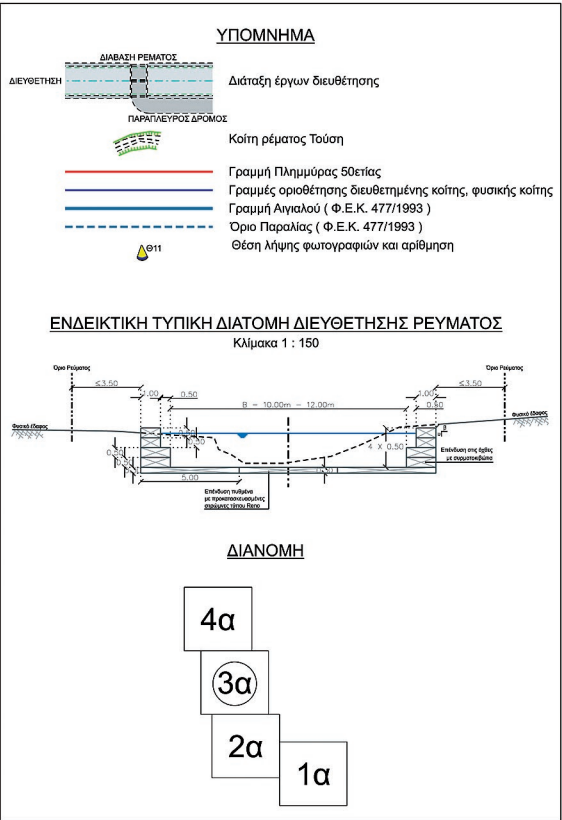 ΥΠΟΜΝΗΜΑ
ΔΙΑΒΑΣΗ ΡΕΜΑΤΟΣ
ΔΙΕΥΘΕΤΗΣΗ
Διάταξη έργων διευθέτησης
ΠΑΡΑΠΛΕΥΡΟΣ ΔΡΟΜΟΣ
Κοίτη ρέματος Τούση
Γραμμή Πλημμύρας 50ετίας
Γραμμές οριοθέτησης διευθετημένης κοίτης, φυσικής κοίτης
Γραμμή Αιγιαλού ( Φ.Ε.Κ. 477/1993 )
Όριο Παραλίας ( Φ.Ε.Κ. 477/1993 )
Θ11
Θέση λήψης φωτογραφιών και αρίθμηση
ΕΝΔΕΙΚΤΙΚΗ ΤΥΠΙΚΗ ΔΙΑΤΟΜΗ ΔΙΕΥΘΕΤΗΣΗΣ ΡΕΥΜΑΤΟΣ
Κλίμακα 1 : 150
Όριο Ρεύματος
Όριο Ρεύματος
≤3.50
1.00
0.50
1.00
≤3.50
B = 10.00m - 12.00m
0.50
Φυσικό έδαφος
Φυσικό έδαφος
4 X 0.50
5.00
Επένδυση στις όχθες
με συρματοκιβώτια
Επένδυση πυθμένα
με προκατασκευασμένες
στρώμνες τύπου Reno
ΔΙΑΝΟΜΗ
4α
3α
2α
1α